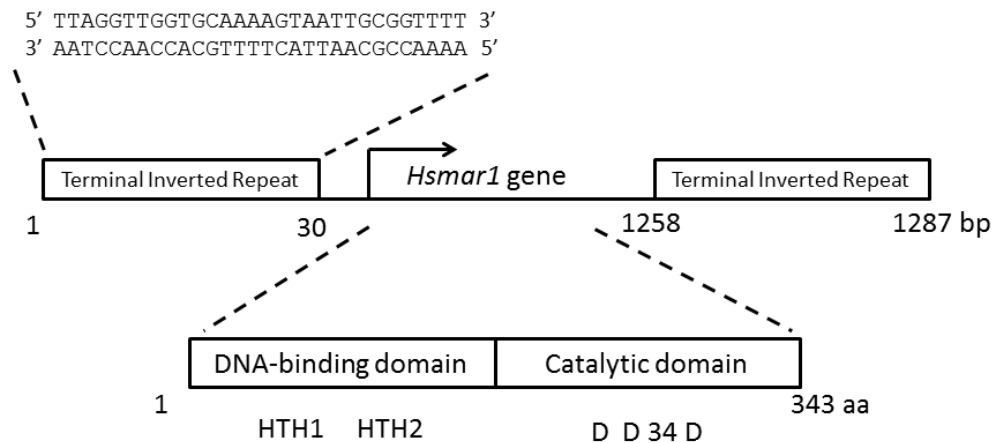 5’ TTAGGTTGGTGCAAAAGTAATTGCGGTTTT 3’
3’ AATCCAACCACGTTTTCATTAACGCCAAAA 5’
Terminal Inverted Repeat
Hsmar1 gene
Terminal Inverted Repeat
1
30
1258
1287 bp
DNA-binding domain
Catalytic domain
1
343 aa
HTH1
HTH2
D D 34 D